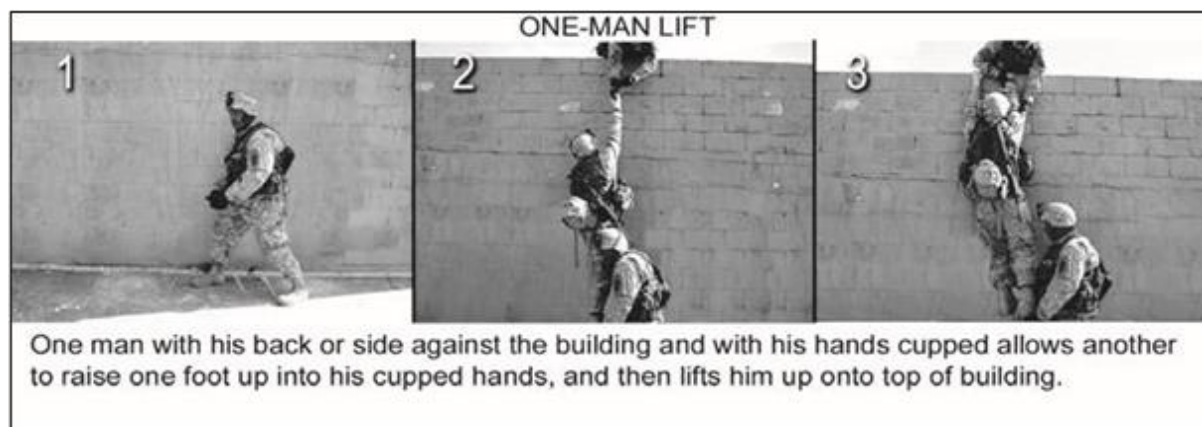 ONE-MAN LIFT
1 2 3
One man with his back or side against the building and with his hands cupped allows another
to raise one foot up into his cupped hands, and then lifts him up onto top of building.